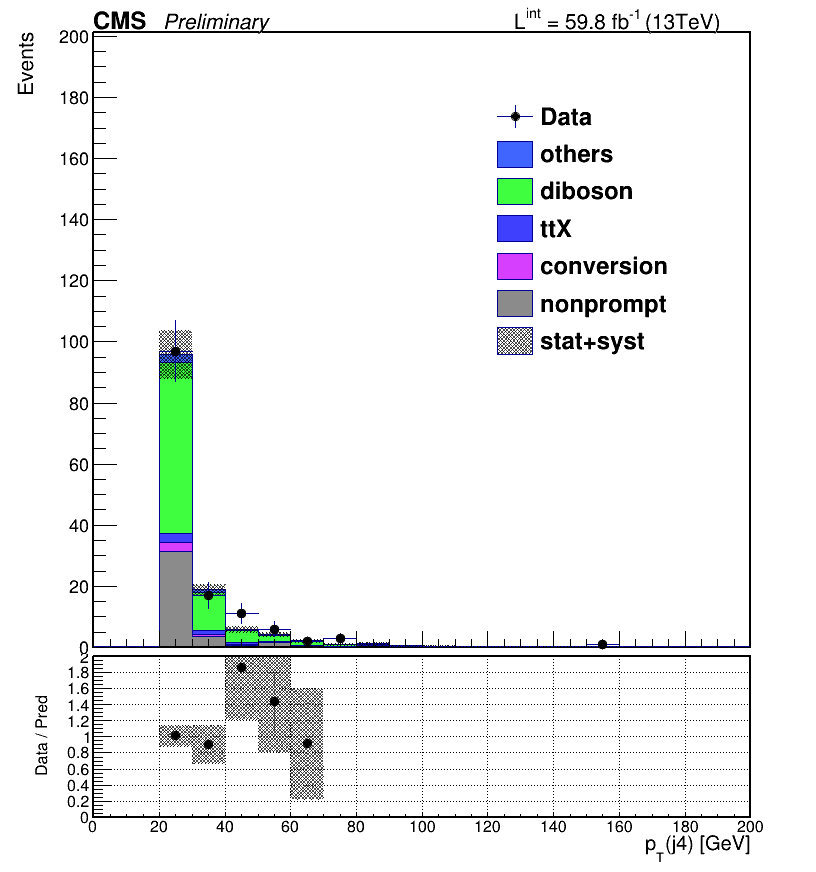 CMS Preliminary L^int = 59.8 fb^-1 (13TeV)
Events
200
180
160
140
120
100
80
60
40
20
0
Data
others
diboson
ttX
conversion
nonprompt
stat+syst
Data / Pred
2
1.8
1.6
1.4
1.2
1
0.8
0.6
0.4
0.2
0
0 20 40 60 80 100 120 140 160 180 200
p_T(j4) [GeV]